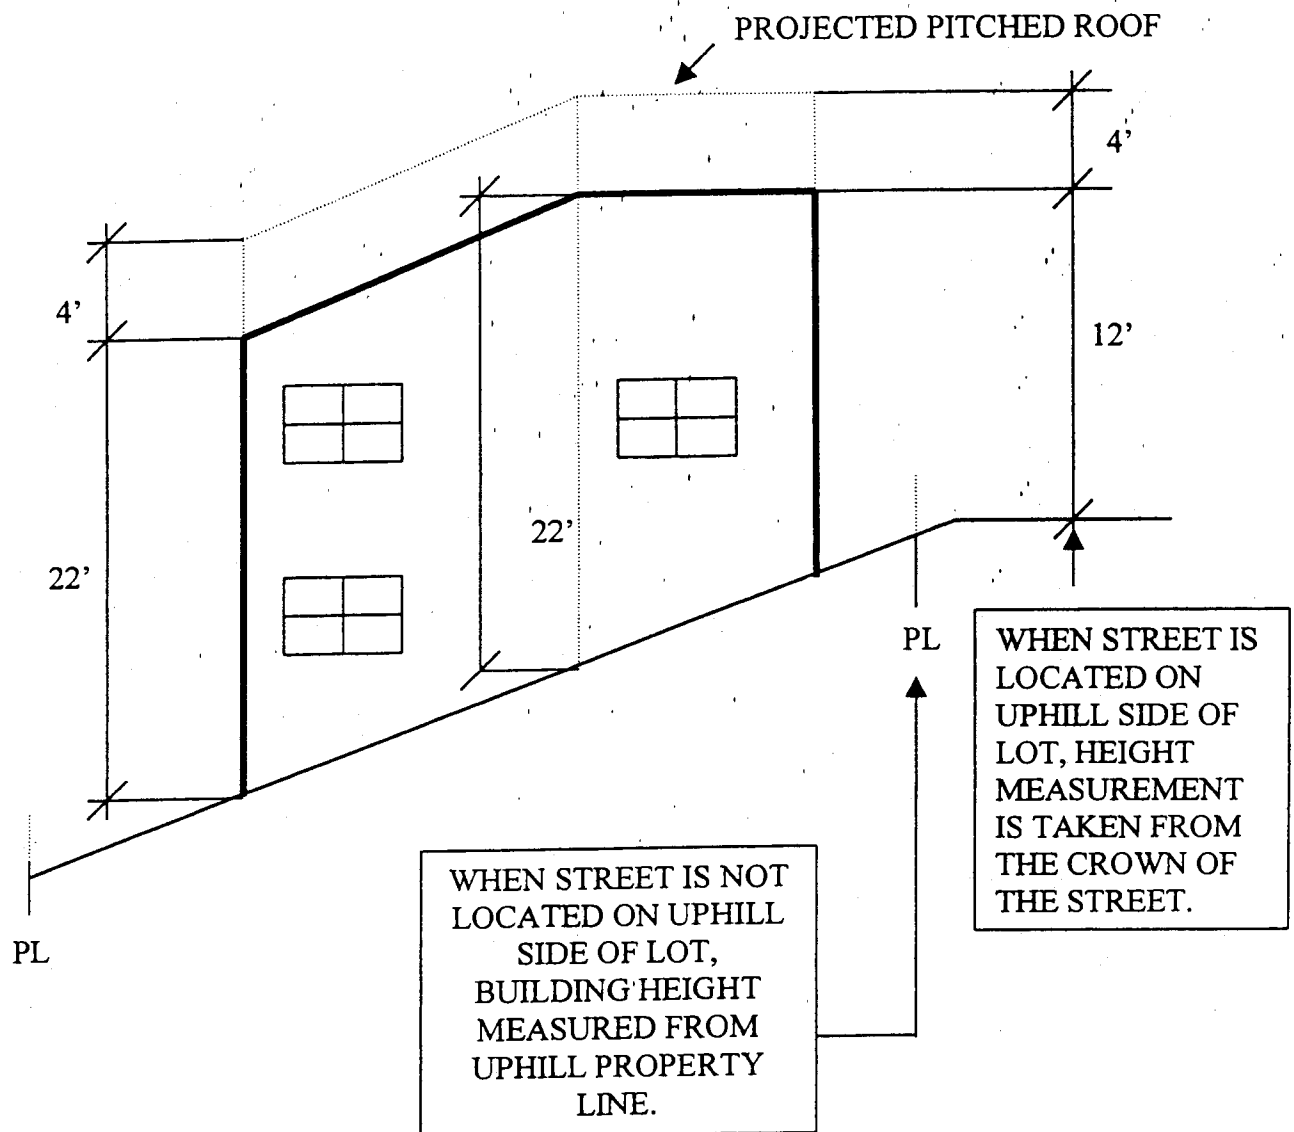 PROJECTED PITCHED ROOF
4’
4’
12’
22’
22’
PL
PL
WHEN STREET IS
LOCATED ON
UPHILL SIDE OF
LOT, HEIGHT
MEASUREMENT
IS TAKEN FROM
THE CROWN OF
THE STREET.
WHEN STREET IS NOT
LOCATED ON UPHILL
SIDE OF LOT,
BUILDING HEIGHT
MEASURED FROM
UPHILL PROPERTY
LINE.